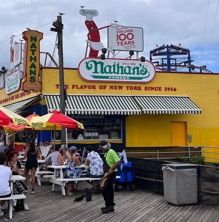 NATHAN'S
100
YEARS
Nathan's
FAMOUS
THE FLAVOR OF NEW YORK SINCE 1916